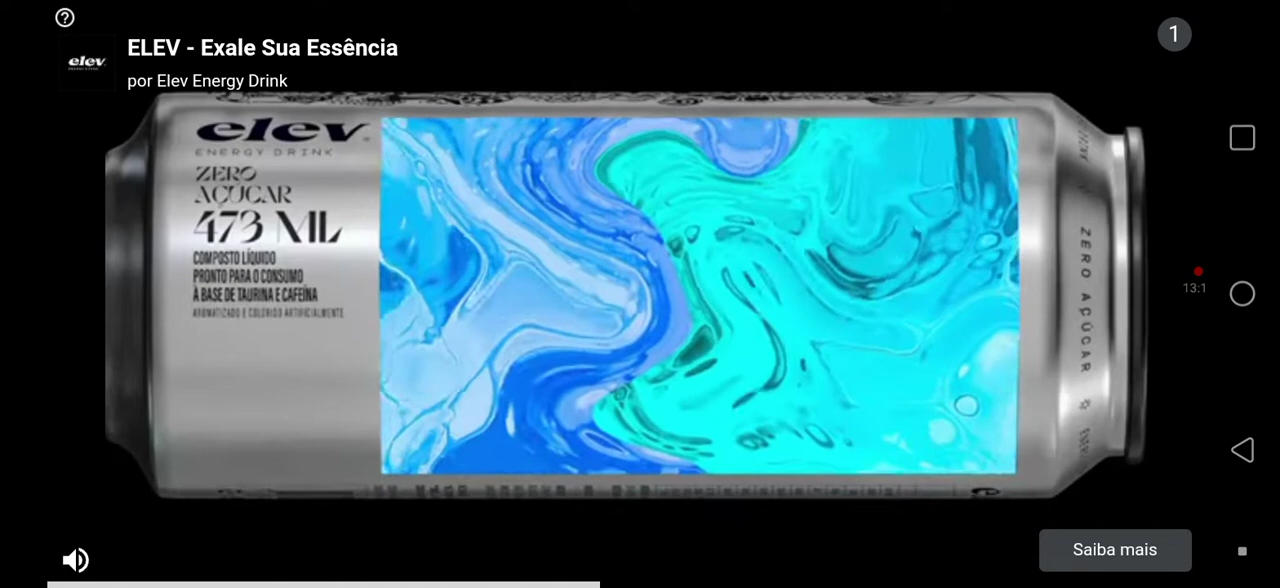 ELEV - Exale Sua Essência
por Elev Energy Drink
1
elev
elev
ENERGY DRINK
ZERO
AÇÚCAR
473 ML
COMPOSTO LÍQUIDO
PRONTO PARA O CONSUMO
À BASE DE TAURINA E CAFEÍNA
AROMATIZADO E COLORIDO ARTIFICIALMENTE
ZERO AÇÚCAR
13:1
Saiba mais